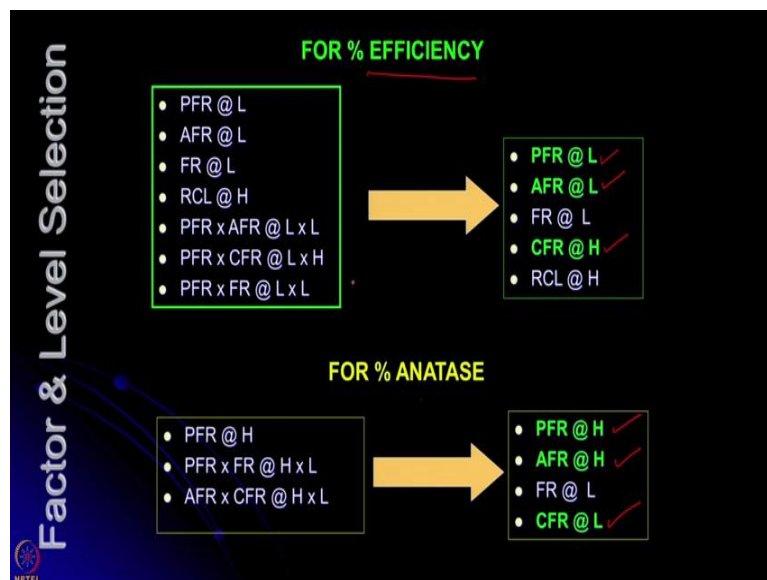 Factor & Level Selection
FOR % EFFICIENCY
• PFR @ L
• AFR @ L
• FR @ L
• RCL @ H
• PFR x AFR @ L x L
• PFR x CFR @ L x H
• PFR x FR @ L x L
• PFR @ L
• AFR @ L
• FR @ L
• CFR @ H
• RCL @ H
FOR % ANATASE
• PFR @ H
• PFR x FR @ H x L
• AFR x CFR @ H x L
• PFR @ H
• AFR @ H
• FR @ L
• CFR @ L
NPTEL